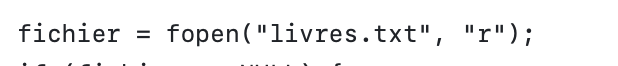 fichier = fopen("livres.txt", "r");